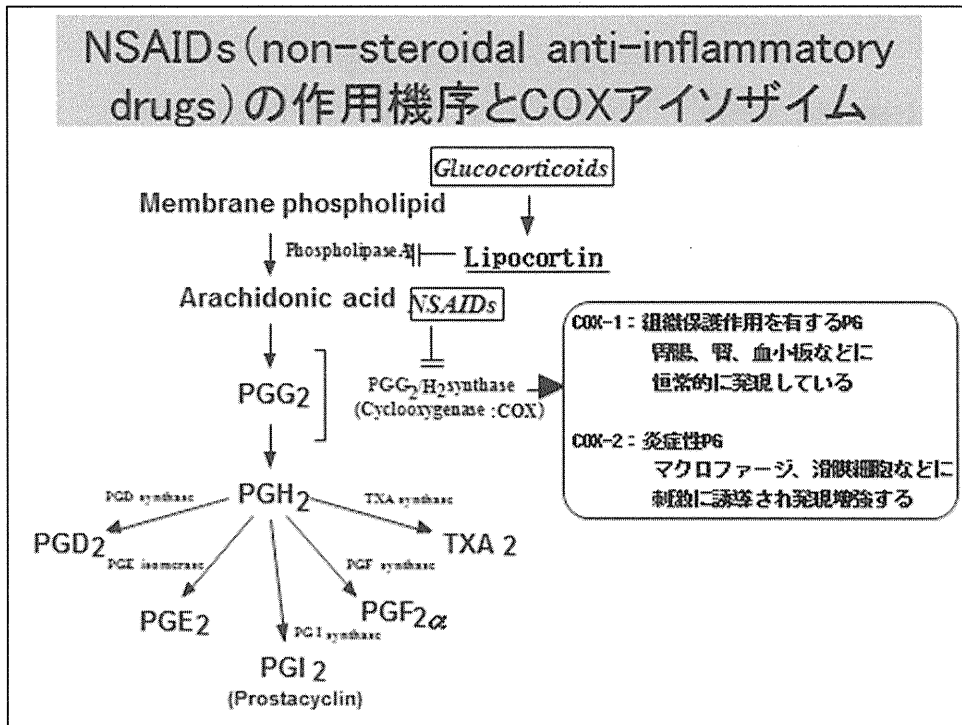 NSAIDs(non-steroidal anti-inflammatory
drugs)の作用機序とCOXアイソザイム
Glucocorticoids
Membrane phospholipid
Phospholipase A
Lipocortin
Arachidonic acid
NSAIDs
COX-1:組織保護作用を有するPG
胃腸、腎、血小板などに
恒常的に発現している
PGG2
PGG2/H2 synthase
(Cyclooxygenase :COX)
COX-2:炎症性PG
マクロファージ、滑膜細胞などに
刺激に誘導され発現増強する
PGD synthase
PGH2
TXA synthase
PGD2
PGE isomerase
PGF synthase
TXA 2
PGE2
PGF2α
PGI synthase
PGI 2
(Prostacyclin)